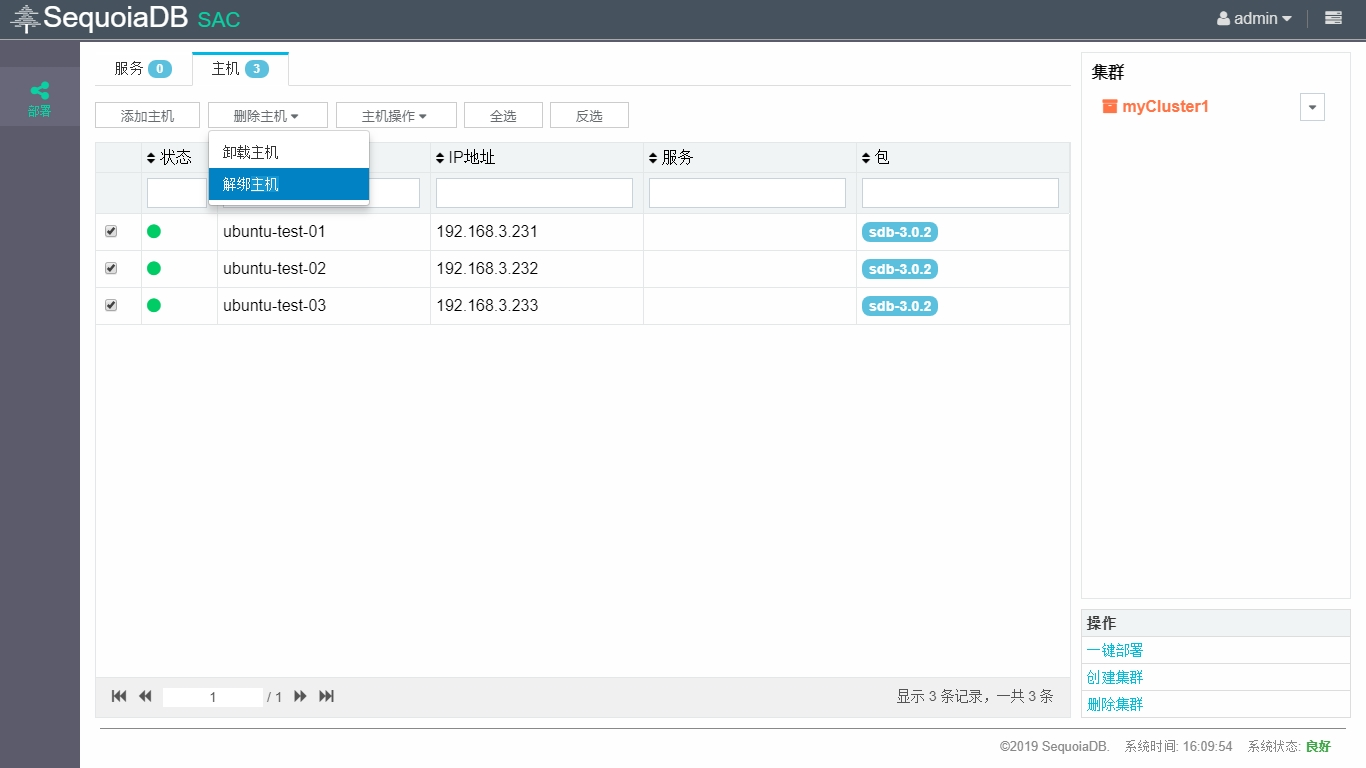 SequoiaDB SAC
admin
部署
服务 0 主机 3
添加主机 删除主机 主机操作 全选 反选
卸载主机
解绑主机
状态 IP地址 服务 包
ubuntu-test-01 192.168.3.231 sdb-3.0.2
ubuntu-test-02 192.168.3.232 sdb-3.0.2
ubuntu-test-03 192.168.3.233 sdb-3.0.2
1 / 1 显示 3 条记录，一共 3 条
集群
myCluster1
操作
一键部署
创建集群
删除集群
©2019 SequoiaDB. 系统时间: 16:09:54 系统状态: 良好